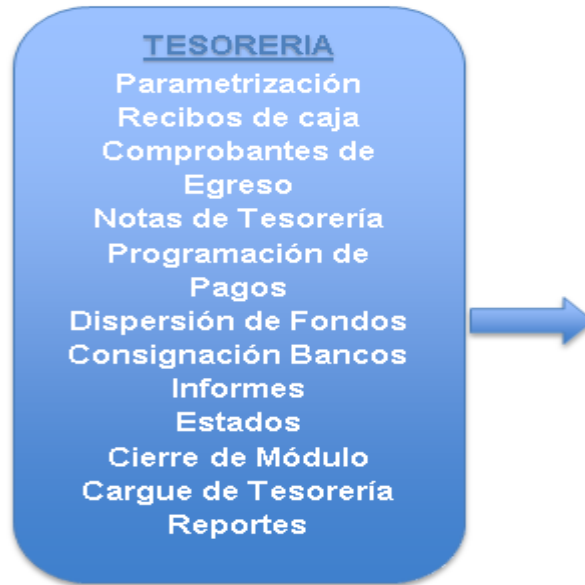 TESORERIA
Parametrización
Recibos de caja
Comprobantes de
Egreso
Notas de Tesorería
Programación de
Pagos
Dispersión de Fondos
Consignación Bancos
Informes
Estados
Cierre de Módulo
Cargue de Tesorería
Reportes